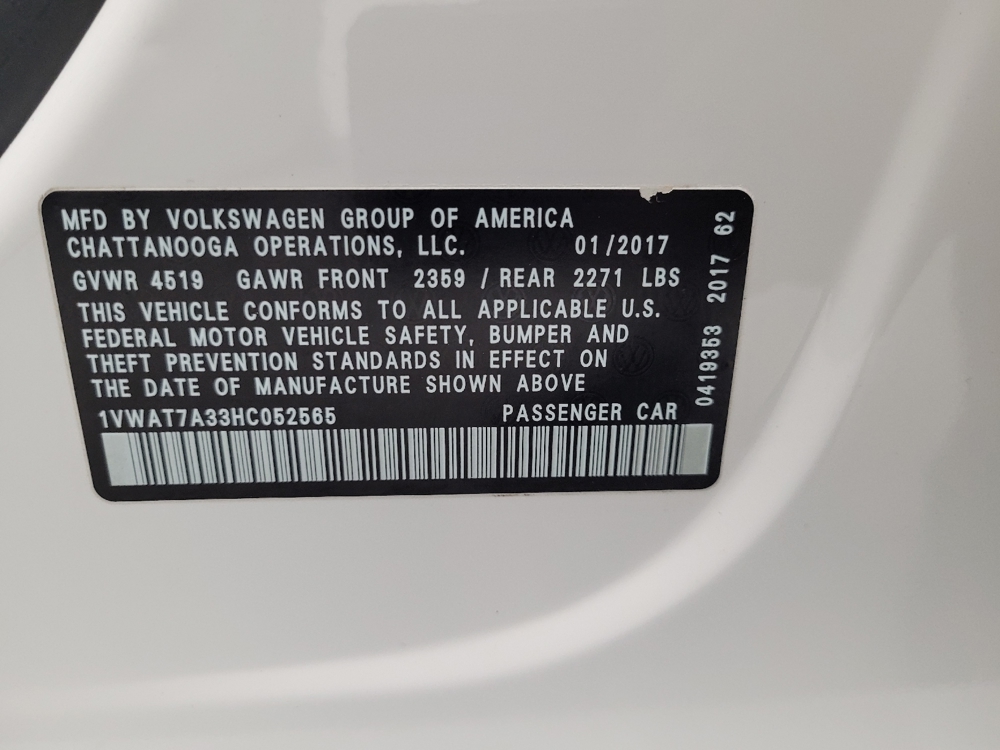 MFD BY VOLKSWAGEN GROUP OF AMERICA
CHATTANOOGA OPERATIONS, LLC. 01/2017
GVWR 4519 GAWR FRONT 2359 / REAR 2271 LBS
THIS VEHICLE CONFORMS TO ALL APPLICABLE U.S.
FEDERAL MOTOR VEHICLE SAFETY, BUMPER AND
THEFT PREVENTION STANDARDS IN EFFECT ON
THE DATE OF MANUFACTURE SHOWN ABOVE
1VWAT7A33HC052565 PASSENGER CAR
0419353 2017 62